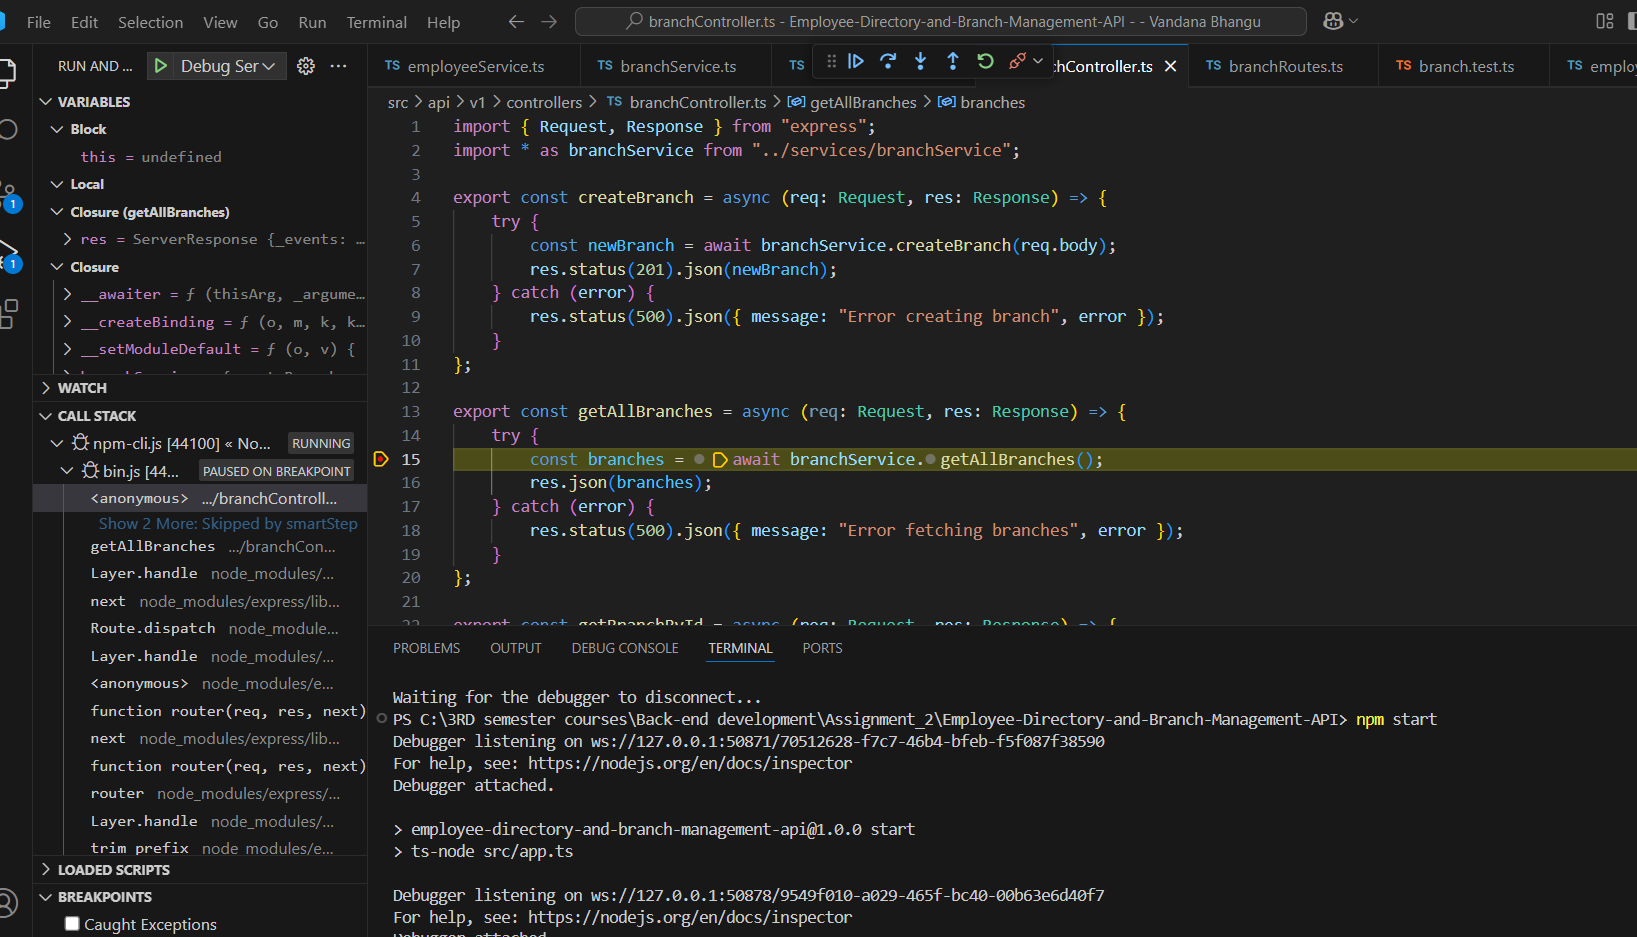 File Edit Selection View Go Run Terminal Help
branchController.ts - Employee-Directory-and-Branch-Management-API - - Vandana Bhangu
RUN AND ... Debug Ser
TS employeeService.ts TS branchService.ts TS hController.ts TS branchRoutes.ts TS branch.test.ts TS emplo
src > api > v1 > controllers > TS branchController.ts > getAllBranches > branches
VARIABLES
Block
this = undefined
Local
Closure (getAllBranches)
res = ServerResponse {_events: ...
Closure
__awaiter = ƒ (thisArg, _argume...
__createBinding = ƒ (o, m, k, k...
__setModuleDefault = ƒ (o, v) {
WATCH
CALL STACK
npm-cli.js [44100] « No... RUNNING
bin.js [44... PAUSED ON BREAKPOINT
<anonymous> .../branchControll...
Show 2 More: Skipped by smartStep
getAllBranches .../branchCon...
Layer.handle node_modules/...
next node_modules/express/lib...
Route.dispatch node_module...
Layer.handle node_modules/...
<anonymous> node_modules/e...
function router(req, res, next)
next node_modules/express/lib...
function router(req, res, next)
router node_modules/express/...
Layer.handle node_modules/...
trim prefix node_modules/e...
LOADED SCRIPTS
BREAKPOINTS
Caught Exceptions
1
1
1 import { Request, Response } from "express";
2 import * as branchService from "../services/branchService";
3
4 export const createBranch = async (req: Request, res: Response) => {
5 try {
6 const newBranch = await branchService.createBranch(req.body);
7 res.status(201).json(newBranch);
8 } catch (error) {
9 res.status(500).json({ message: "Error creating branch", error });
10 }
11 };
12
13 export const getAllBranches = async (req: Request, res: Response) => {
14 try {
15 const branches = await branchService.getAllBranches();
16 res.json(branches);
17 } catch (error) {
18 res.status(500).json({ message: "Error fetching branches", error });
19 }
20 };
21
22 export const getBranchById = async (req: Request, res: Response) => {
PROBLEMS OUTPUT DEBUG CONSOLE TERMINAL PORTS
Waiting for the debugger to disconnect...
PS C:\3RD semester courses\Back-end development\Assignment_2\Employee-Directory-and-Branch-Management-API> npm start
Debugger listening on ws://127.0.0.1:50871/70512628-f7c7-46b4-bfeb-f5f087f38590
For help, see: https://nodejs.org/en/docs/inspector
Debugger attached.
> employee-directory-and-branch-management-api@1.0.0 start
> ts-node src/app.ts
Debugger listening on ws://127.0.0.1:50878/9549f010-a029-465f-bc40-00b63e6d40f7
For help, see: https://nodejs.org/en/docs/inspector
Debugger attached